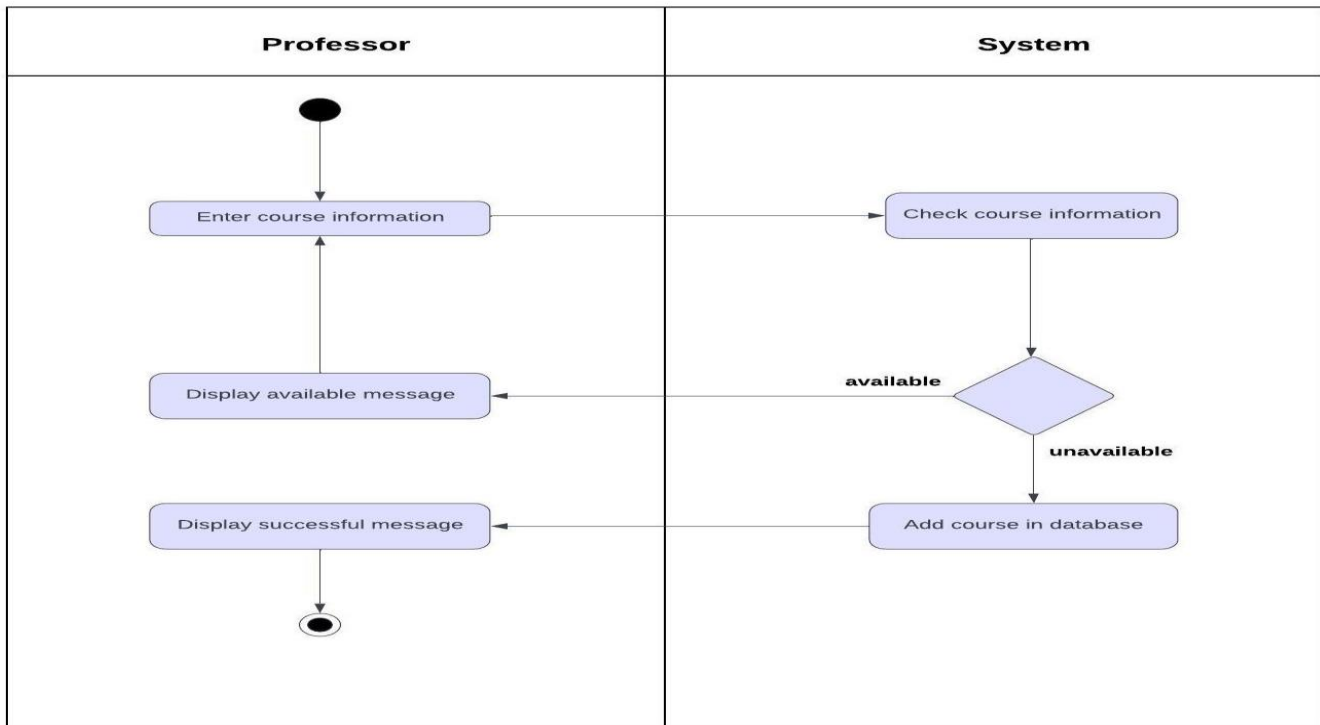 Professor
System
Enter course information
Check course information
Display available message
available
unavailable
Display successful message
Add course in database